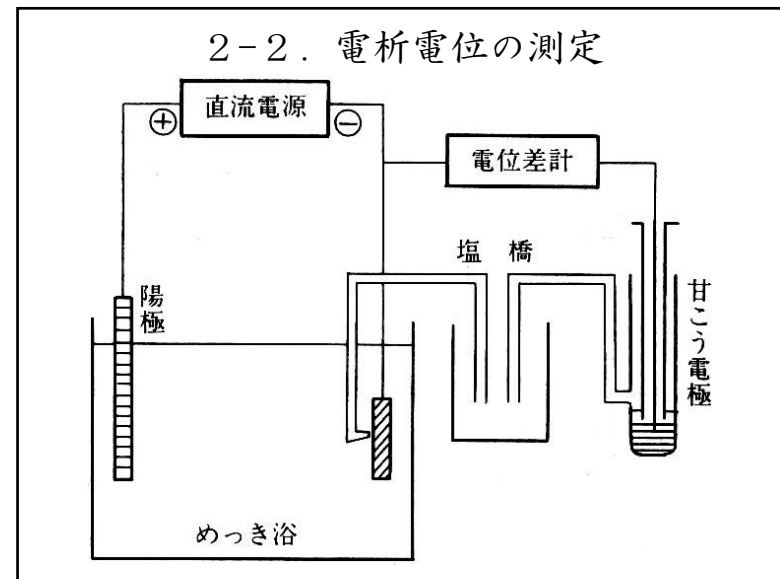 2-2. 電析電位の測定
直流電源
⊕
⊖
電位差計
塩橋
陽極
甘こう電極
めっき浴